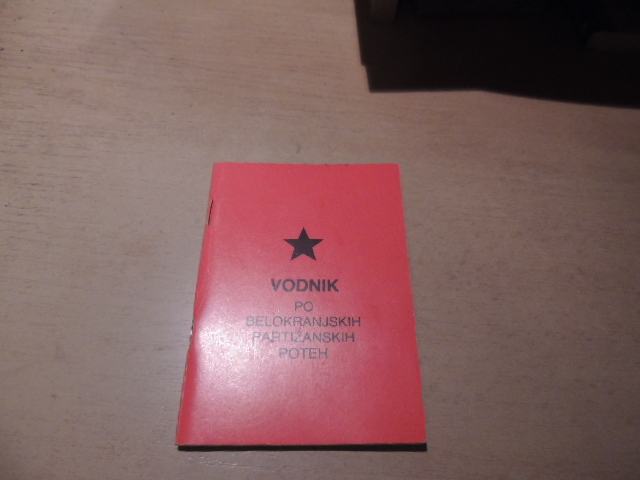 VODNIK
PO
BELOKRANJSKIH
PARTIZANSKIH
POTEH